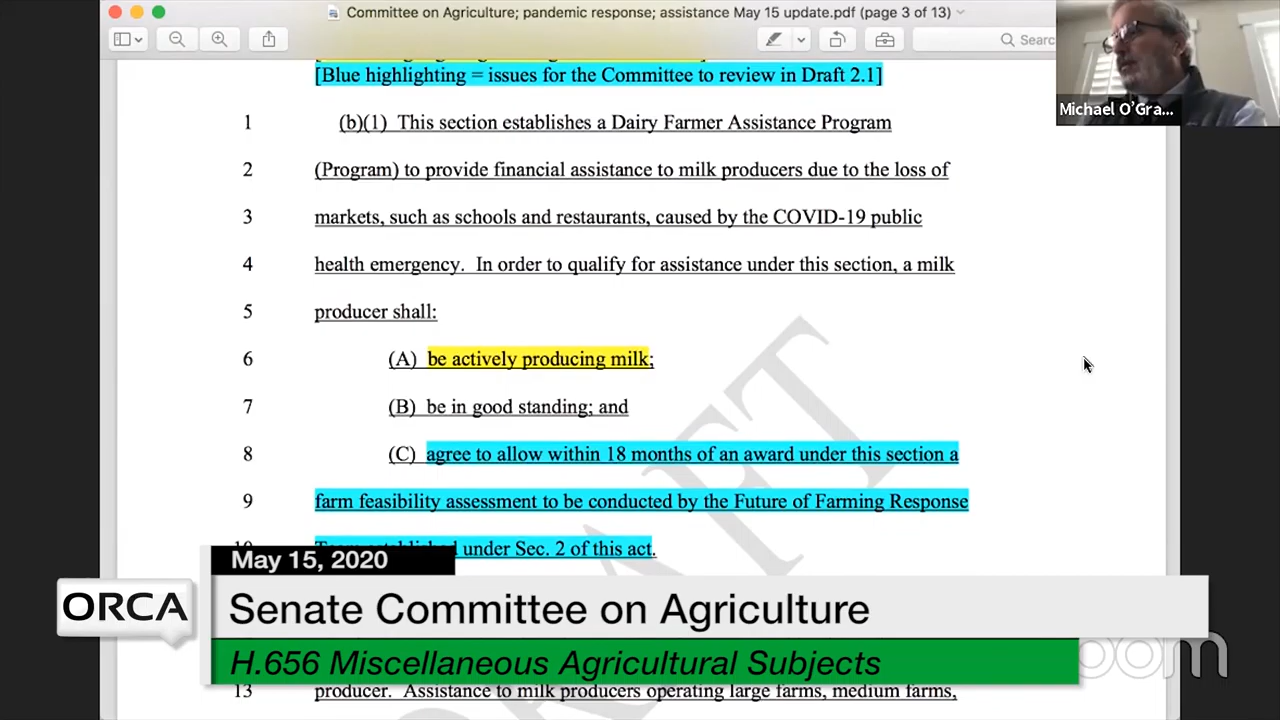 Committee on Agriculture; pandemic response; assistance May 15 update.pdf (page 3 of 13)
Searc
[Blue highlighting = issues for the Committee to review in Draft 2.1]
Michael O'Gra...
1 (b)(1) This section establishes a Dairy Farmer Assistance Program
2 (Program) to provide financial assistance to milk producers due to the loss of
3 markets, such as schools and restaurants, caused by the COVID-19 public
4 health emergency. In order to qualify for assistance under this section, a milk
5 producer shall:
6 (A) be actively producing milk;
7 (B) be in good standing; and
8 (C) agree to allow within 18 months of an award under this section a
9 farm feasibility assessment to be conducted by the Future of Farming Response
under Sec. 2 of this act.
DRAFT
May 15, 2020
ORCA
Senate Committee on Agriculture
H.656 Miscellaneous Agricultural Subjects
oom
13 producer. Assistance to milk producers operating large farms, medium farms,